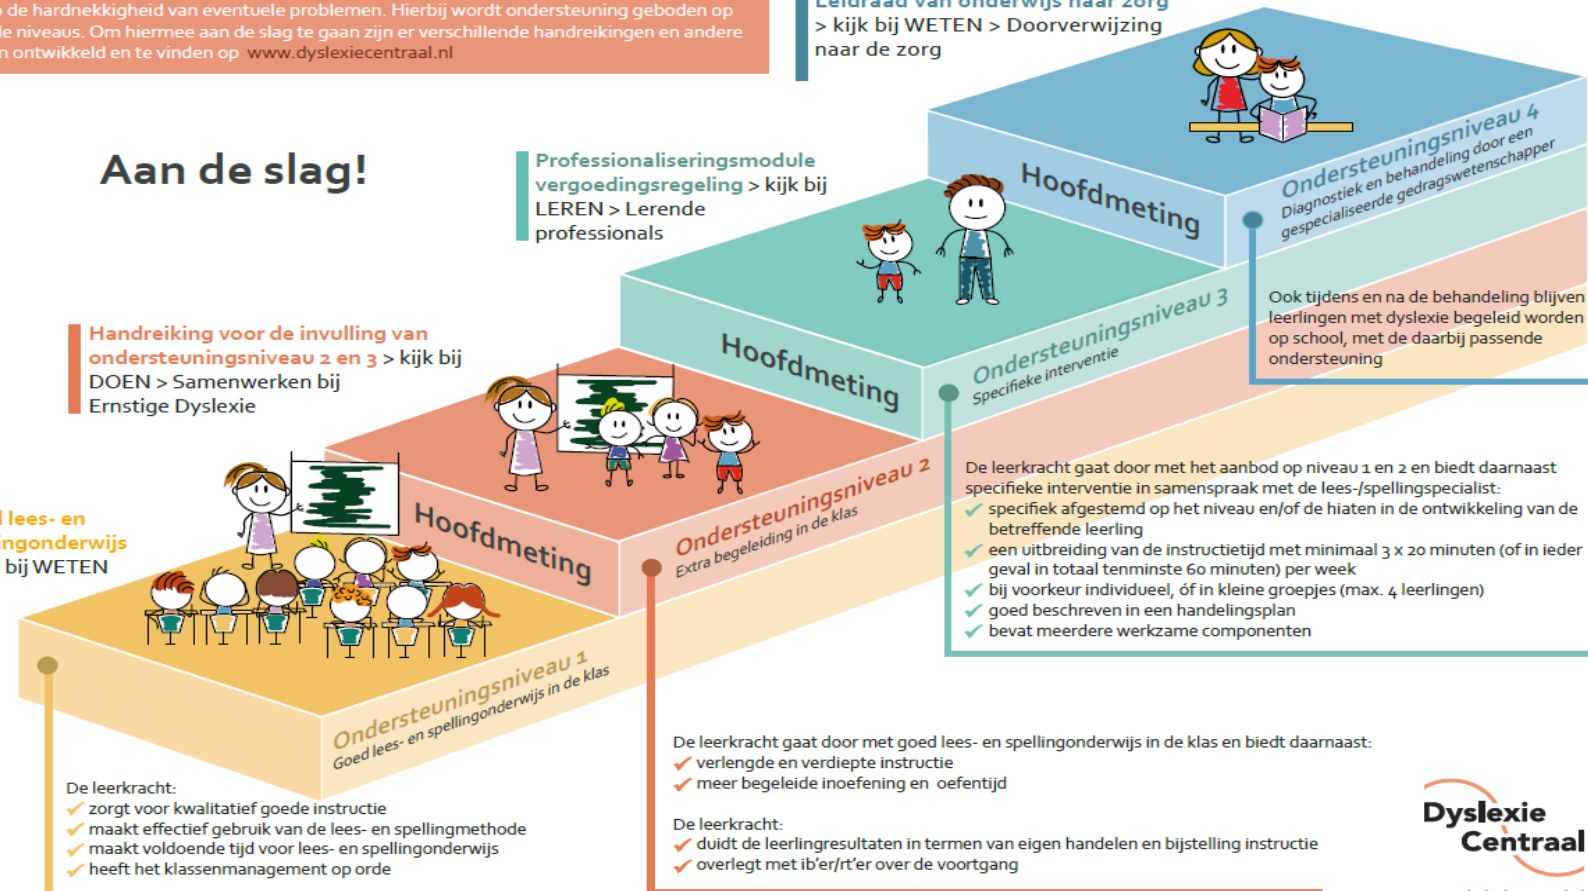 de hardnekkigheid van eventuele problemen. Hierbij wordt ondersteuning geboden op
niveaus. Om hiermee aan de slag te gaan zijn er verschillende handreikingen en andere
ontwikkeld en te vinden op www.dyslexiecentraal.nl
Leidraad van onderwijs naar zorg
> kijk bij WETEN > Doorverwijzing
naar de zorg
Aan de slag!
Professionaliseringsmodule
vergoedingsregeling > kijk bij
LEREN > Lerende
professionals
Handreiking voor de invulling van
ondersteuningsniveau 2 en 3 > kijk bij
DOEN > Samenwerken bij
Ernstige Dyslexie
lees- en
bij WETEN
Hoofdmeting
Ondersteuningsniveau 4
Diagnostiek en behandeling door een
gespecialiseerde gedragswetenschapper
Ook tijdens en na de behandeling blijven
leerlingen met dyslexie begeleid worden
op school, met de daarbij passende
ondersteuning
Hoofdmeting
Ondersteuningsniveau 3
Specifieke interventie
De leerkracht gaat door met het aanbod op niveau 1 en 2 en biedt daarnaast
specifieke interventie in samenspraak met de lees-/spellingspecialist:
✓ specifiek afgestemd op het niveau en/of de hiaten in de ontwikkeling van de
betreffende leerling
✓ een uitbreiding van de instructietijd met minimaal 3 x 20 minuten (of in ieder
geval in totaal tenminste 60 minuten) per week
✓ bij voorkeur individueel, óf in kleine groepjes (max. 4 leerlingen)
✓ goed beschreven in een handelingsplan
✓ bevat meerdere werkzame componenten
Hoofdmeting
Ondersteuningsniveau 2
Extra begeleiding in de klas
De leerkracht gaat door met goed lees- en spellingonderwijs in de klas en biedt daarnaast:
✓ verlengde en verdiepte instructie
✓ meer begeleide inoefening en oefentijd
De leerkracht:
✓ duidt de leerlingresultaten in termen van eigen handelen en bijstelling instructie
✓ overlegt met ib'er/rt'er over de voortgang
Ondersteuningsniveau 1
Goed lees- en spellingonderwijs in de klas
De leerkracht:
✓ zorgt voor kwalitatief goede instructie
✓ maakt effectief gebruik van de lees- en spellingmethode
✓ maakt voldoende tijd voor lees- en spellingonderwijs
✓ heeft het klassenmanagement op orde
Dyslexie
Centraal